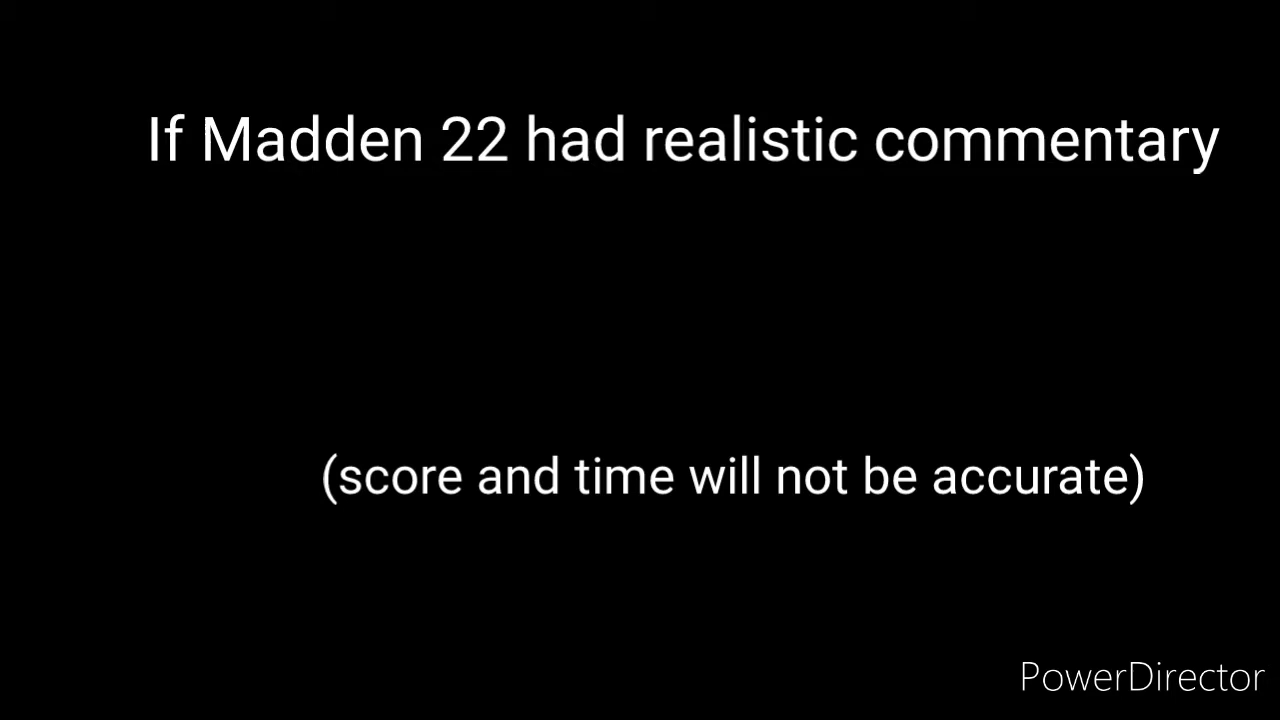 If Madden 22 had realistic commentary
(score and time will not be accurate)
PowerDirector